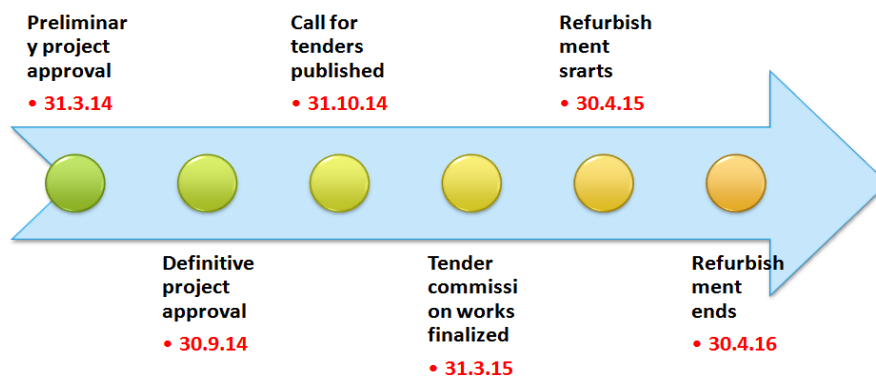 Preliminar
y project
approval
• 31.3.14
Definitive
project
approval
• 30.9.14
Call for
tenders
published
• 31.10.14
Tender
commissi
on works
finalized
• 31.3.15
Refurbish
ment
srarts
• 30.4.15
Refurbish
ment
ends
• 30.4.16